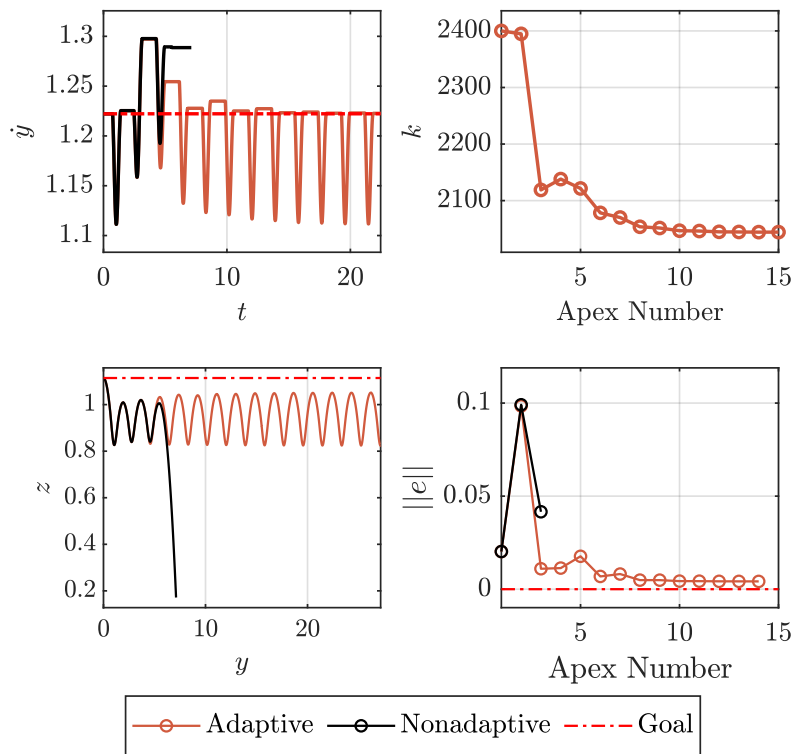 1.3
1.25
1.2
1.15
1.1
ẏ
0 10 20
t
2400
2300
2200
2100
k
5 10 15
Apex Number
1
0.8
0.6
0.4
0.2
z
0 10 20
y
0.1
0.05
0
||e||
5 10 15
Apex Number
Adaptive Nonadaptive Goal